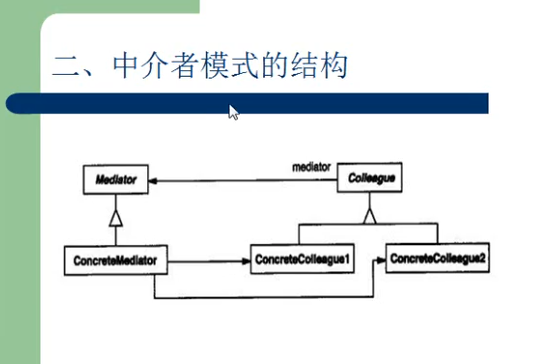 二、中介者模式的结构
mediator
Mediator
Colleague
ConcreteMediator
ConcreteColleague1
ConcreteColleague2